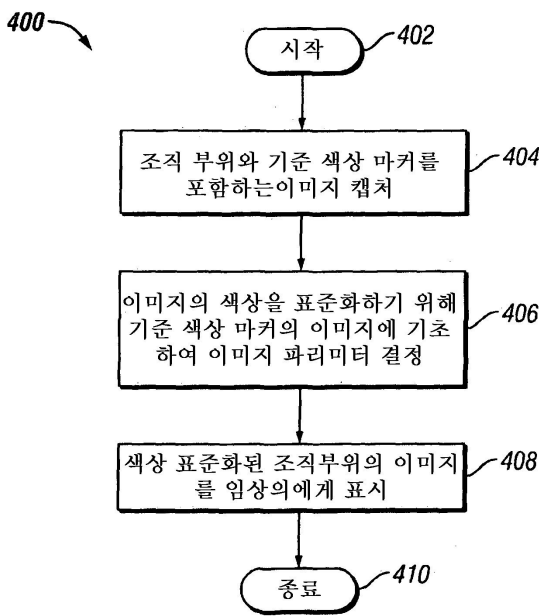 400
시작
402
조직 부위와 기준 색상 마커를
포함하는이미지 캡처
404
이미지의 색상을 표준화하기 위해
기준 색상 마커의 이미지에 기초
하여 이미지 파리미터 결정
406
색상 표준화된 조직부위의 이미지
를 임상의에게 표시
408
종료
410